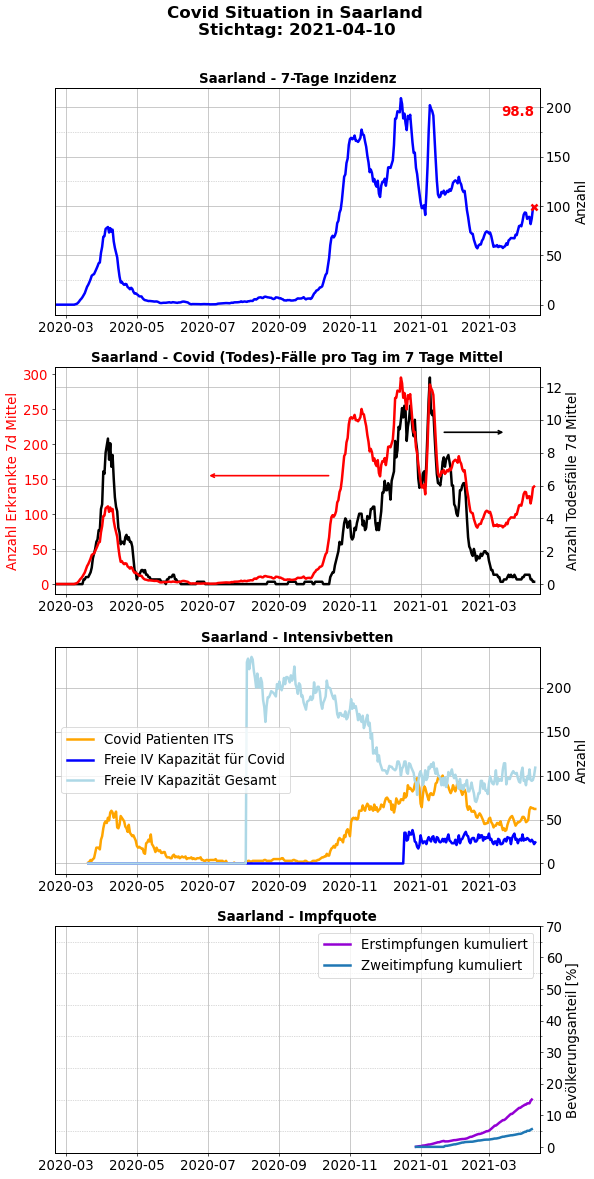 Covid Situation in Saarland
Stichtag: 2021-04-10
Saarland - 7-Tage Inzidenz
98.8
200
150
100
50
0
Anzahl
2020-03 2020-05 2020-07 2020-09 2020-11 2021-01 2021-03
Saarland - Covid (Todes)-Fälle pro Tag im 7 Tage Mittel
Anzahl Erkrankte 7d Mittel
300
250
200
150
100
50
0
12
10
8
6
4
2
0
Anzahl Todesfälle 7d Mittel
2020-03 2020-05 2020-07 2020-09 2020-11 2021-01 2021-03
Saarland - Intensivbetten
Covid Patienten ITS
Freie IV Kapazität für Covid
Freie IV Kapazität Gesamt
200
150
100
50
0
Anzahl
2020-03 2020-05 2020-07 2020-09 2020-11 2021-01 2021-03
Saarland - Impfquote
Erstimpfungen kumuliert
Zweitimpfung kumuliert
70
60
50
40
30
20
10
0
Bevölkerungsanteil [%]
2020-03 2020-05 2020-07 2020-09 2020-11 2021-01 2021-03